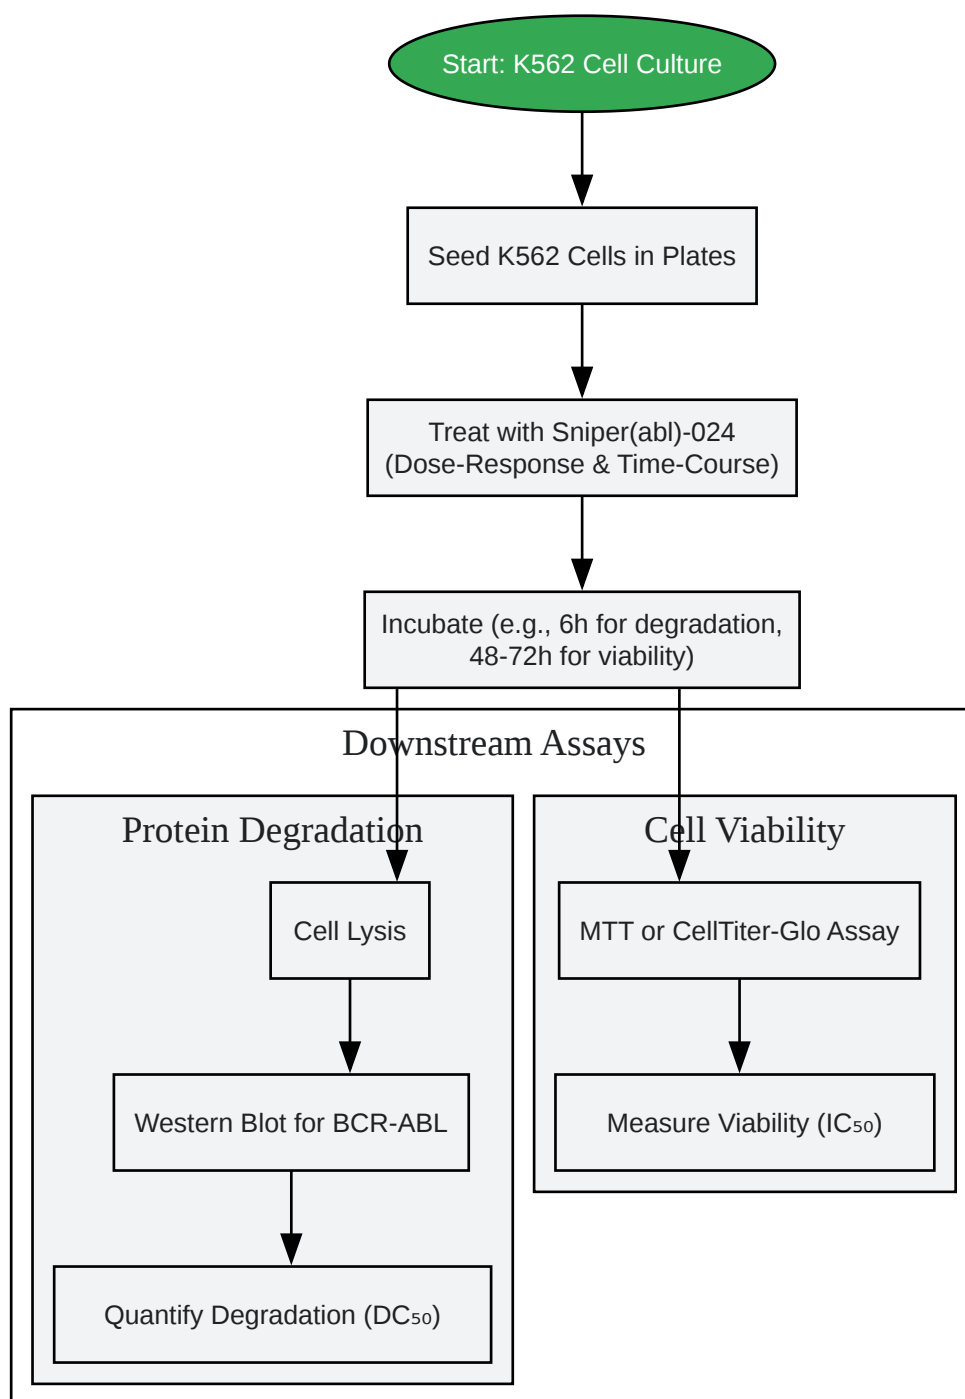 Start: K562 Cell Culture
Seed K562 Cells in Plates
Treat with Sniper(abl)-024
(Dose-Response & Time-Course)
Incubate (e.g., 6h for degradation,
48-72h for viability)
Downstream Assays
Protein Degradation
Cell Lysis
Western Blot for BCR-ABL
Quantify Degradation (DC₅₀)
Cell Viability
MTT or CellTiter-Glo Assay
Measure Viability (IC₅₀)